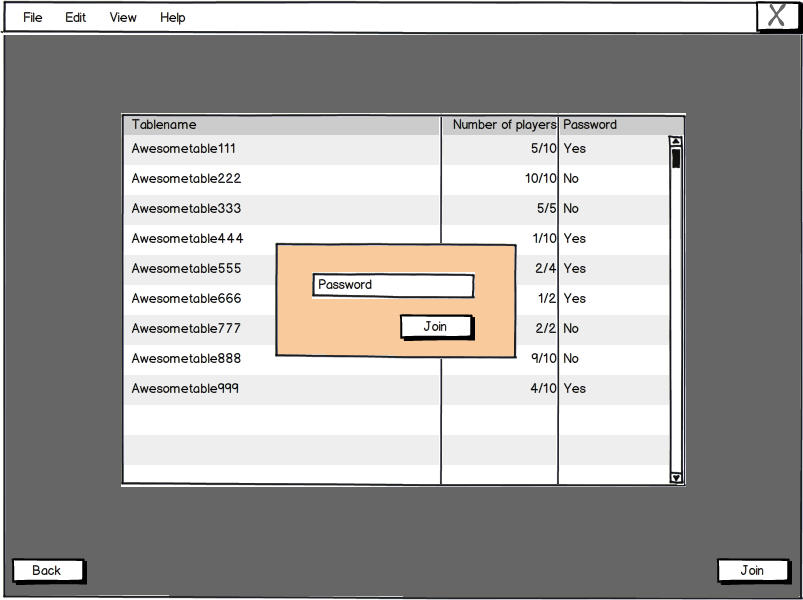 File Edit View Help X
Tablename Number of players Password
Awesometable111 5/10 Yes
Awesometable222 10/10 No
Awesometable333 5/5 No
Awesometable444 1/10 Yes
Awesometable555 2/4 Yes
Password
Awesometable666 1/2 Yes
Awesometable777 2/2 No
Join
Awesometable888 9/10 No
Awesometable999 4/10 Yes
Back Join